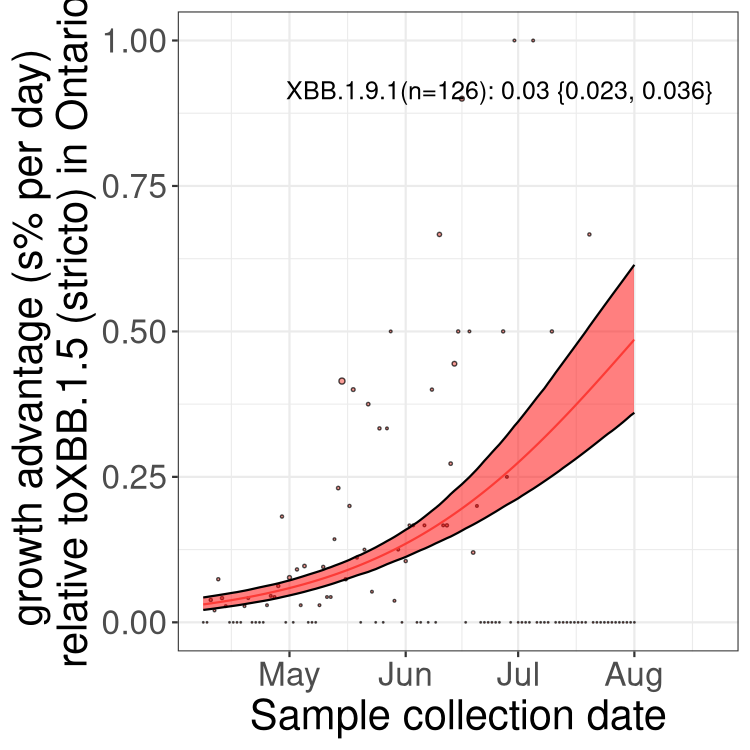 growth advantage (s% per day)
relative toXBB.1.5 (stricto) in Ontario
1.00
0.75
0.50
0.25
0.00
XBB.1.9.1(n=126): 0.03 {0.023, 0.036}
May Jun Jul Aug
Sample collection date